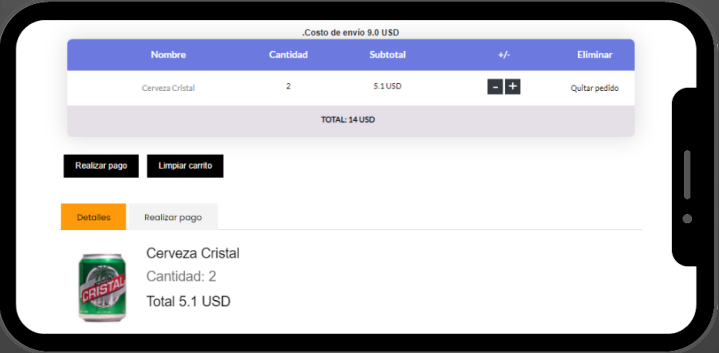 .Costo de envío 9.0 USD
Nombre Cantidad Subtotal +/- Eliminar
Cerveza Cristal 2 5.1 USD - + Quitar pedido
TOTAL: 14 USD
Realizar pago Limpiar carrito
Detalles Realizar pago
Cerveza Cristal
CRISTAL
Cantidad: 2
Total 5.1 USD